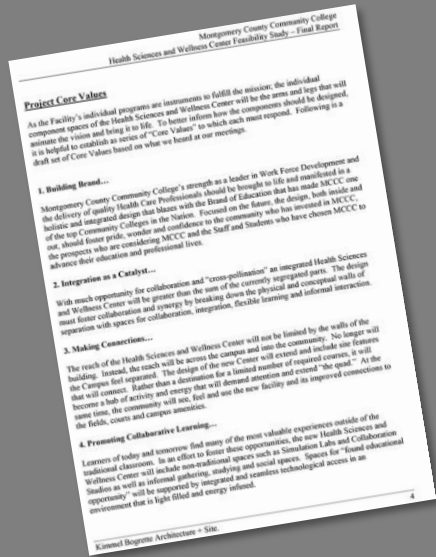 Montgomery County Community College
Health Sciences and Wellness Center Feasibility Study – Final Report
Project Core Values
As the Facility's individual programs are instruments to fulfill the mission; the individual
component spaces of the Health Sciences and Wellness Center will be the arms and legs that will
animate the vision and bring it to life. To better inform how the components should be designed,
it is helpful to establish as series of "Core Values" to which each must respond. Following is a
draft set of Core Values based on what we heard at our meetings.
1. Building Brand…
Montgomery County Community College's strength as a leader in Work Force Development and
the delivery of quality Health Care Professionals should be brought to life and manifested in a
holistic and integrated design that blazes with the Brand of Education that has made MCCC one
of the top Community Colleges in the Nation. Focused on the future, the design, both inside and
out, should foster pride, wonder and confidence to the community who has invested in MCCC,
the prospects who are considering MCCC and the Staff and Students who have chosen MCCC to
advance their education and professional lives.
2. Integration as a Catalyst…
With much opportunity for collaboration and "cross-pollination" an integrated Health Sciences
and Wellness Center will be greater than the sum of the currently segregated parts. The design
must foster collaboration and synergy by breaking down the physical and conceptual walls of
separation with spaces for collaboration, integration, flexible learning and informal interaction.
3. Making Connections…
The reach of the Health Sciences and Wellness Center will not be limited by the walls of the
building. Instead, the reach will be across the campus and into the community. No longer will
the Campus feel separated. The design of the new Center will extend and include site features
that will connect. Rather than a destination for a limited number of required courses, it will
become a hub of activity and energy that will demand attention and extend "the quad." At the
same time, the community will see, feel and use the new facility and its improved connections to
the fields, courts and campus amenities.
4. Promoting Collaborative Learning…
Learners of today and tomorrow find many of the most valuable experiences outside of the
traditional classroom. In an effort to foster these opportunities, the new Health Sciences and
Wellness Center will include non-traditional spaces such as Simulation Labs and Collaboration
Studios as well as informal gathering, studying and social spaces. Spaces for "found educational
opportunity" will be supported by integrated and seamless technological access in an
environment that is light filled and energy infused.
4
Kimmel Bogrette Architecture + Site.